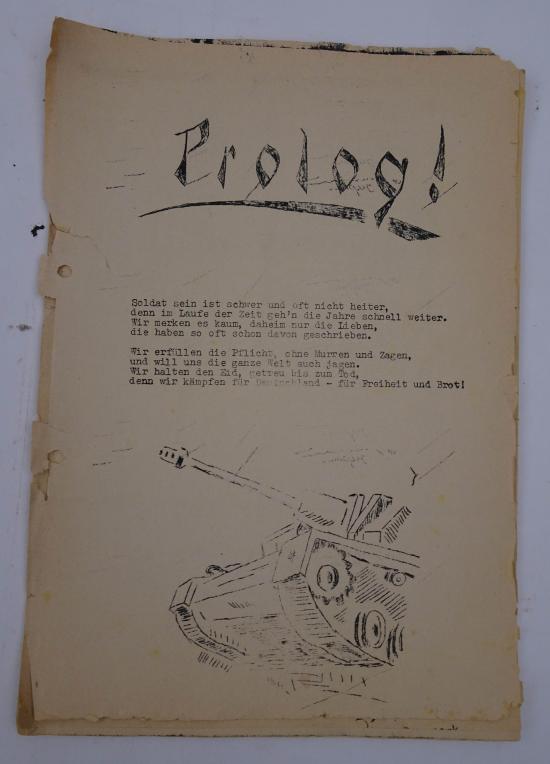 Prolog!
Soldat sein ist schwer und oft nicht heiter,
denn im Laufe der Zeit geh'n die Jahre schnell weiter.
Wir merken es kaum, daheim nur die Lieben,
die haben so oft schon davon geschrieben.
Wir erfüllen die Pflicht, ohne Murren und Zagen,
und will uns die ganze Welt auch jagen.
Wir halten den Eid, getreu bis zum Tod,
denn wir kämpfen für Deutschland - für Freiheit und Brot!